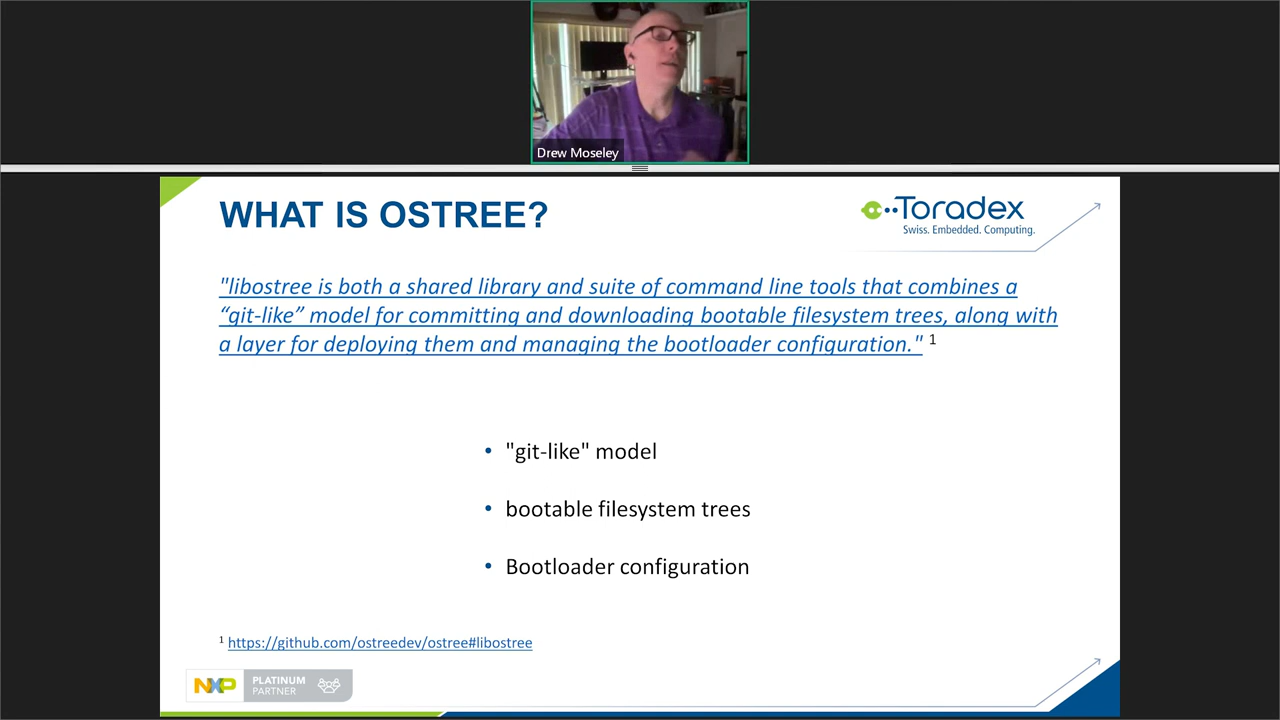 Drew Moseley
WHAT IS OSTREE?
Toradex
Swiss. Embedded. Computing.
"libostree is both a shared library and suite of command line tools that combines a
“git-like” model for committing and downloading bootable filesystem trees, along with
a layer for deploying them and managing the bootloader configuration." 1
• "git-like" model
• bootable filesystem trees
• Bootloader configuration
1 https://github.com/ostreedev/ostree#libostree
NXP
PLATINUM
PARTNER